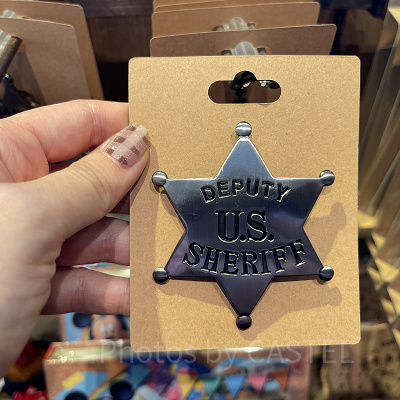 DEPUTY
U.S.
SHERIFF
Photos by CASTEL